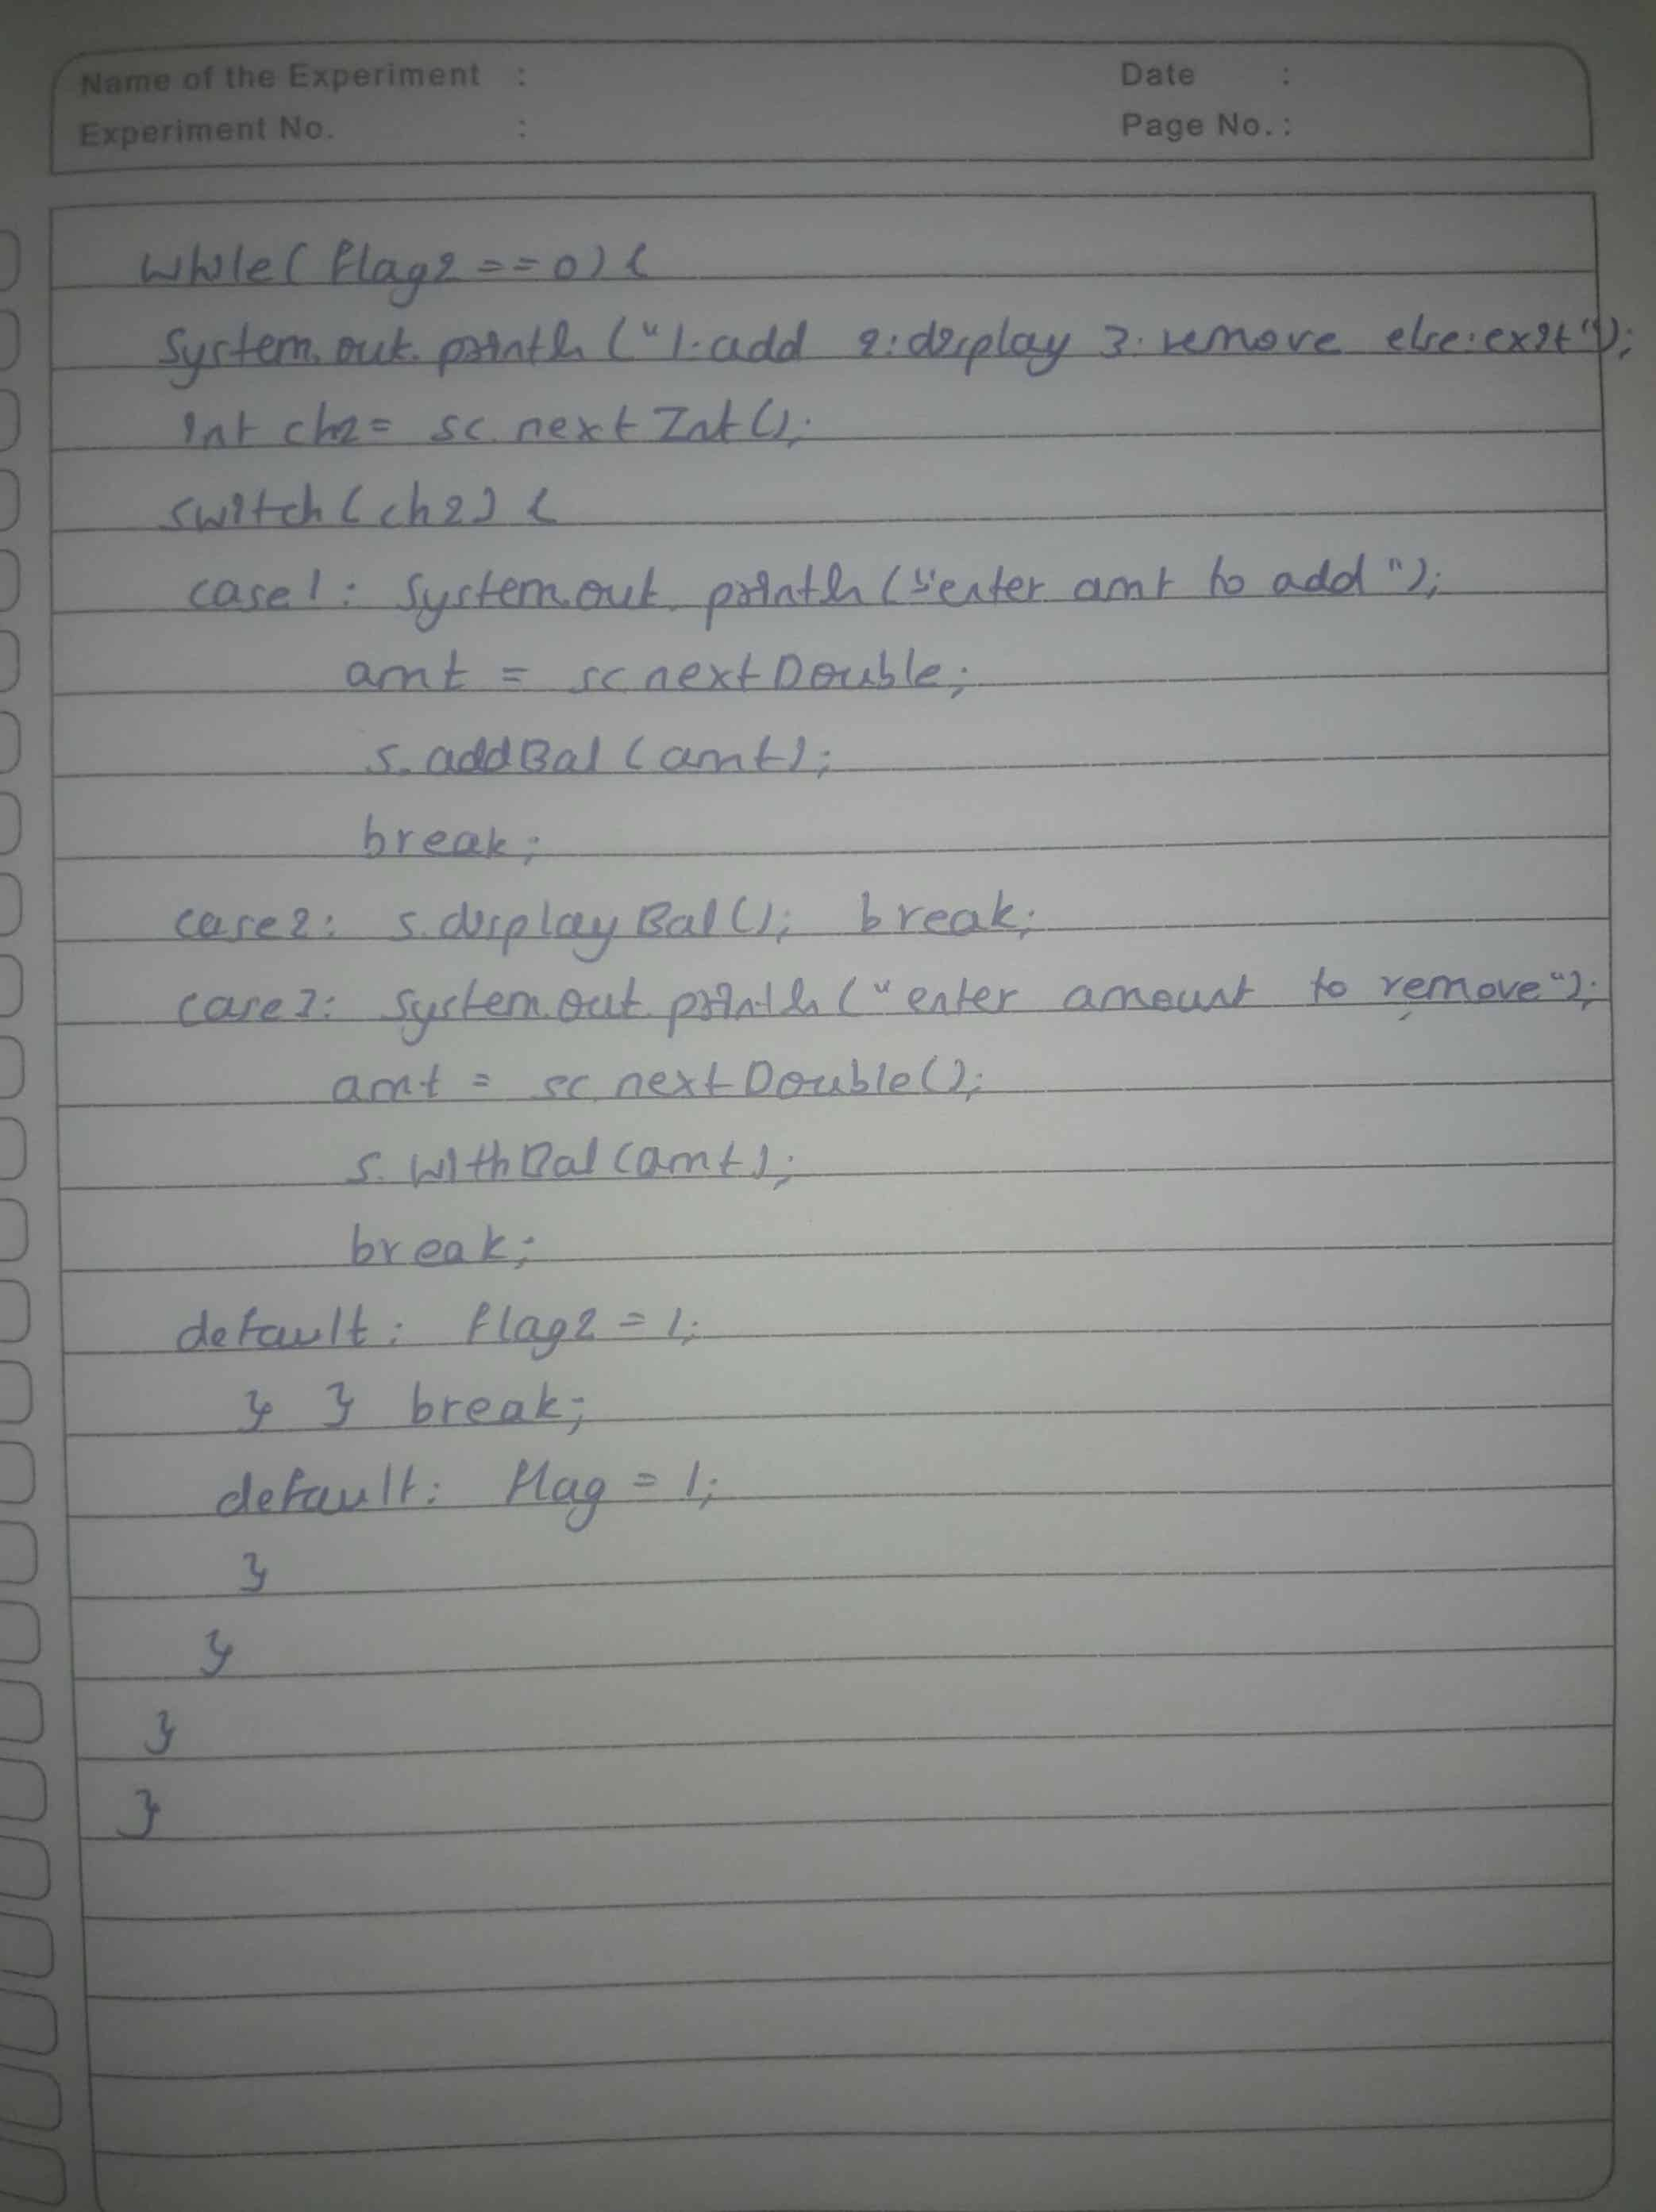 Name of the Experiment :
Date :
Experiment No. :
Page No. :
while(flag2==0){
System.out.println("1:add 2:display 3:remove else:exit");
int ch2= sc.nextInt();
switch(ch2){
case1: System.out.println("enter amt to add");
amt = sc nextDouble;
s.addBal(amt);
break;
case2: s.displayBal(); break;
case3: System.out.println("enter amount to remove");
amt = sc.nextDouble();
s.withBal(amt);
break;
default: flag2 = 1;
} } break;
default: flag = 1;
}
}
}
}